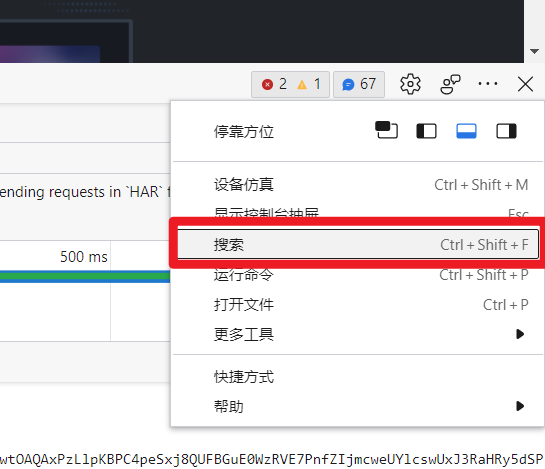 2 1 67
停靠方位
设备仿真 Ctrl + Shift + M
ending requests in `HAR` f
显示控制台抽屉 Esc
搜索 Ctrl + Shift + F
500 ms
运行命令 Ctrl + Shift + P
打开文件 Ctrl + P
更多工具
快捷方式
帮助
wtOAQAxPzLlpKBPC4peSxj8QUFBGuE0WzRVE7PnfZIjmcweUYlcswUxJ3RaHRy5dSP